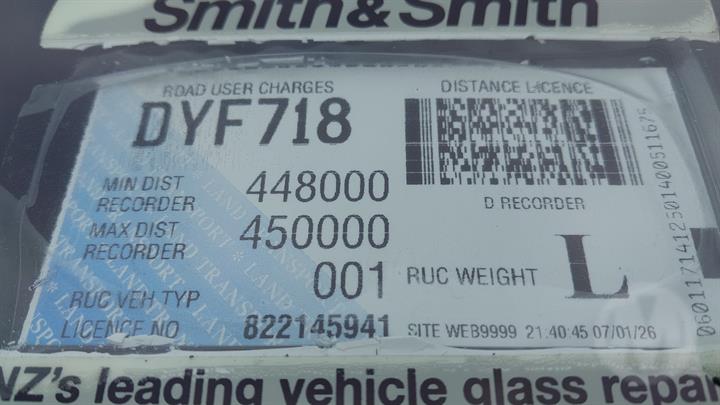 Smith & Smith
ROAD USER CHARGES
DISTANCE LICENCE
DYF718
MIN DIST RECORDER 448000
D RECORDER
MAX DIST RECORDER 450000
RUC VEH TYP 001
RUC WEIGHT L
LICENCE NO 822145941
SITE WEB9999 21.40:45 07/01/26
NZ's leading vehicle glass repai